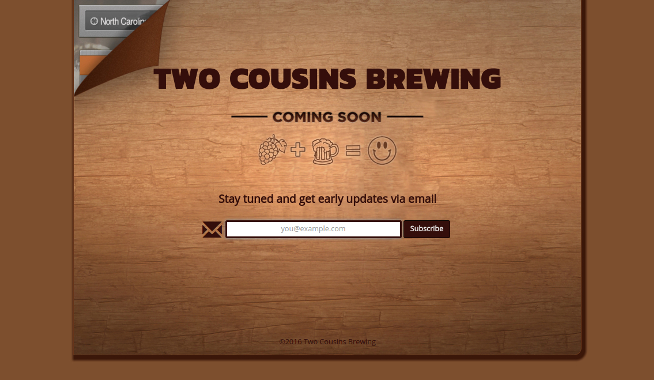 North Carolin
TWO COUSINS BREWING
COMING SOON
Stay tuned and get early updates via email
you@example.com
Subscribe
©2016 Two Cousins Brewing